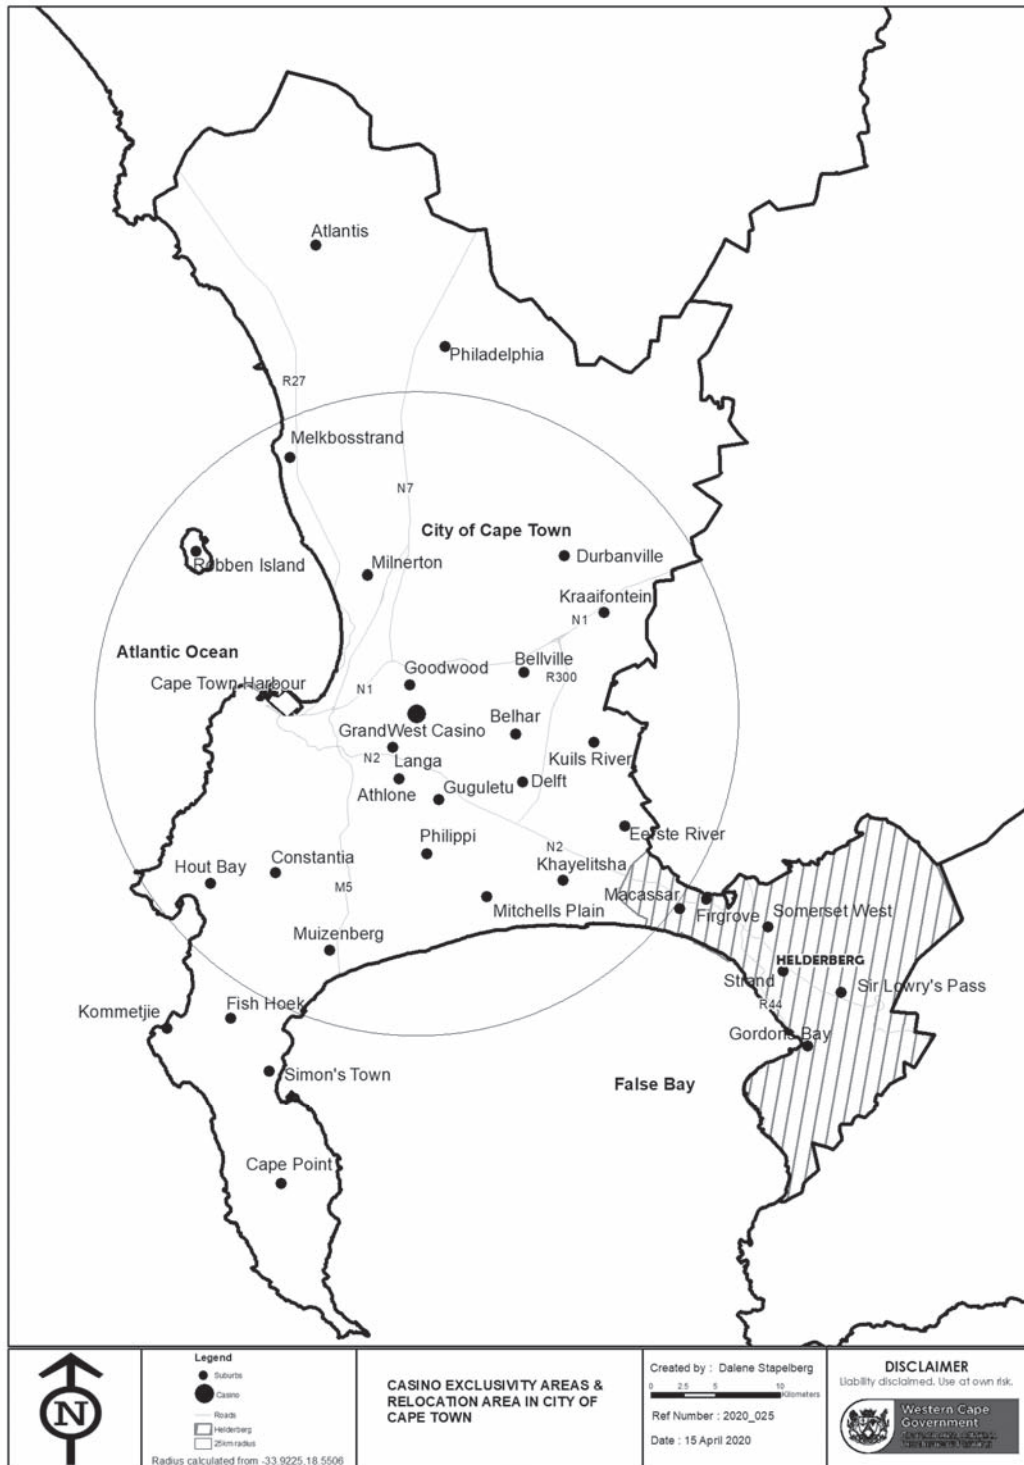 Atlantis
Philadelphia
R27
Melkbosstrand
N7
City of Cape Town
Robben Island
Milnerton
Durbanville
Kraaifontein
N1
Atlantic Ocean
Goodwood
Bellville
R300
Cape Town Harbour
N1
GrandWest Casino
Belhar
N2
Langa
Kuils River
Athlone
Guguletu
Delft
Philippi
Eerste River
N2
Hout Bay
Constantia
Khayelitsha
M5
Macassar
Mitchells Plain
Firgrove
Somerset West
Muizenberg
HELDERBERG
Strand
Sir Lowry's Pass
R44
Kommetjie
Fish Hoek
Gordons Bay
Simon's Town
False Bay
Cape Point
N
Legend
Suburbs
Casino
Roads
Helderberg
25km radius
Radius calculated from -33.9225,18.5506
CASINO EXCLUSIVITY AREAS &
RELOCATION AREA IN CITY OF
CAPE TOWN
Created by : Dalene Stapelberg
0 2.5 5 10
Kilometers
Ref Number : 2020_025
Date : 15 April 2020
DISCLAIMER
Liability disclaimed. Use at own risk.
Western Cape
Government